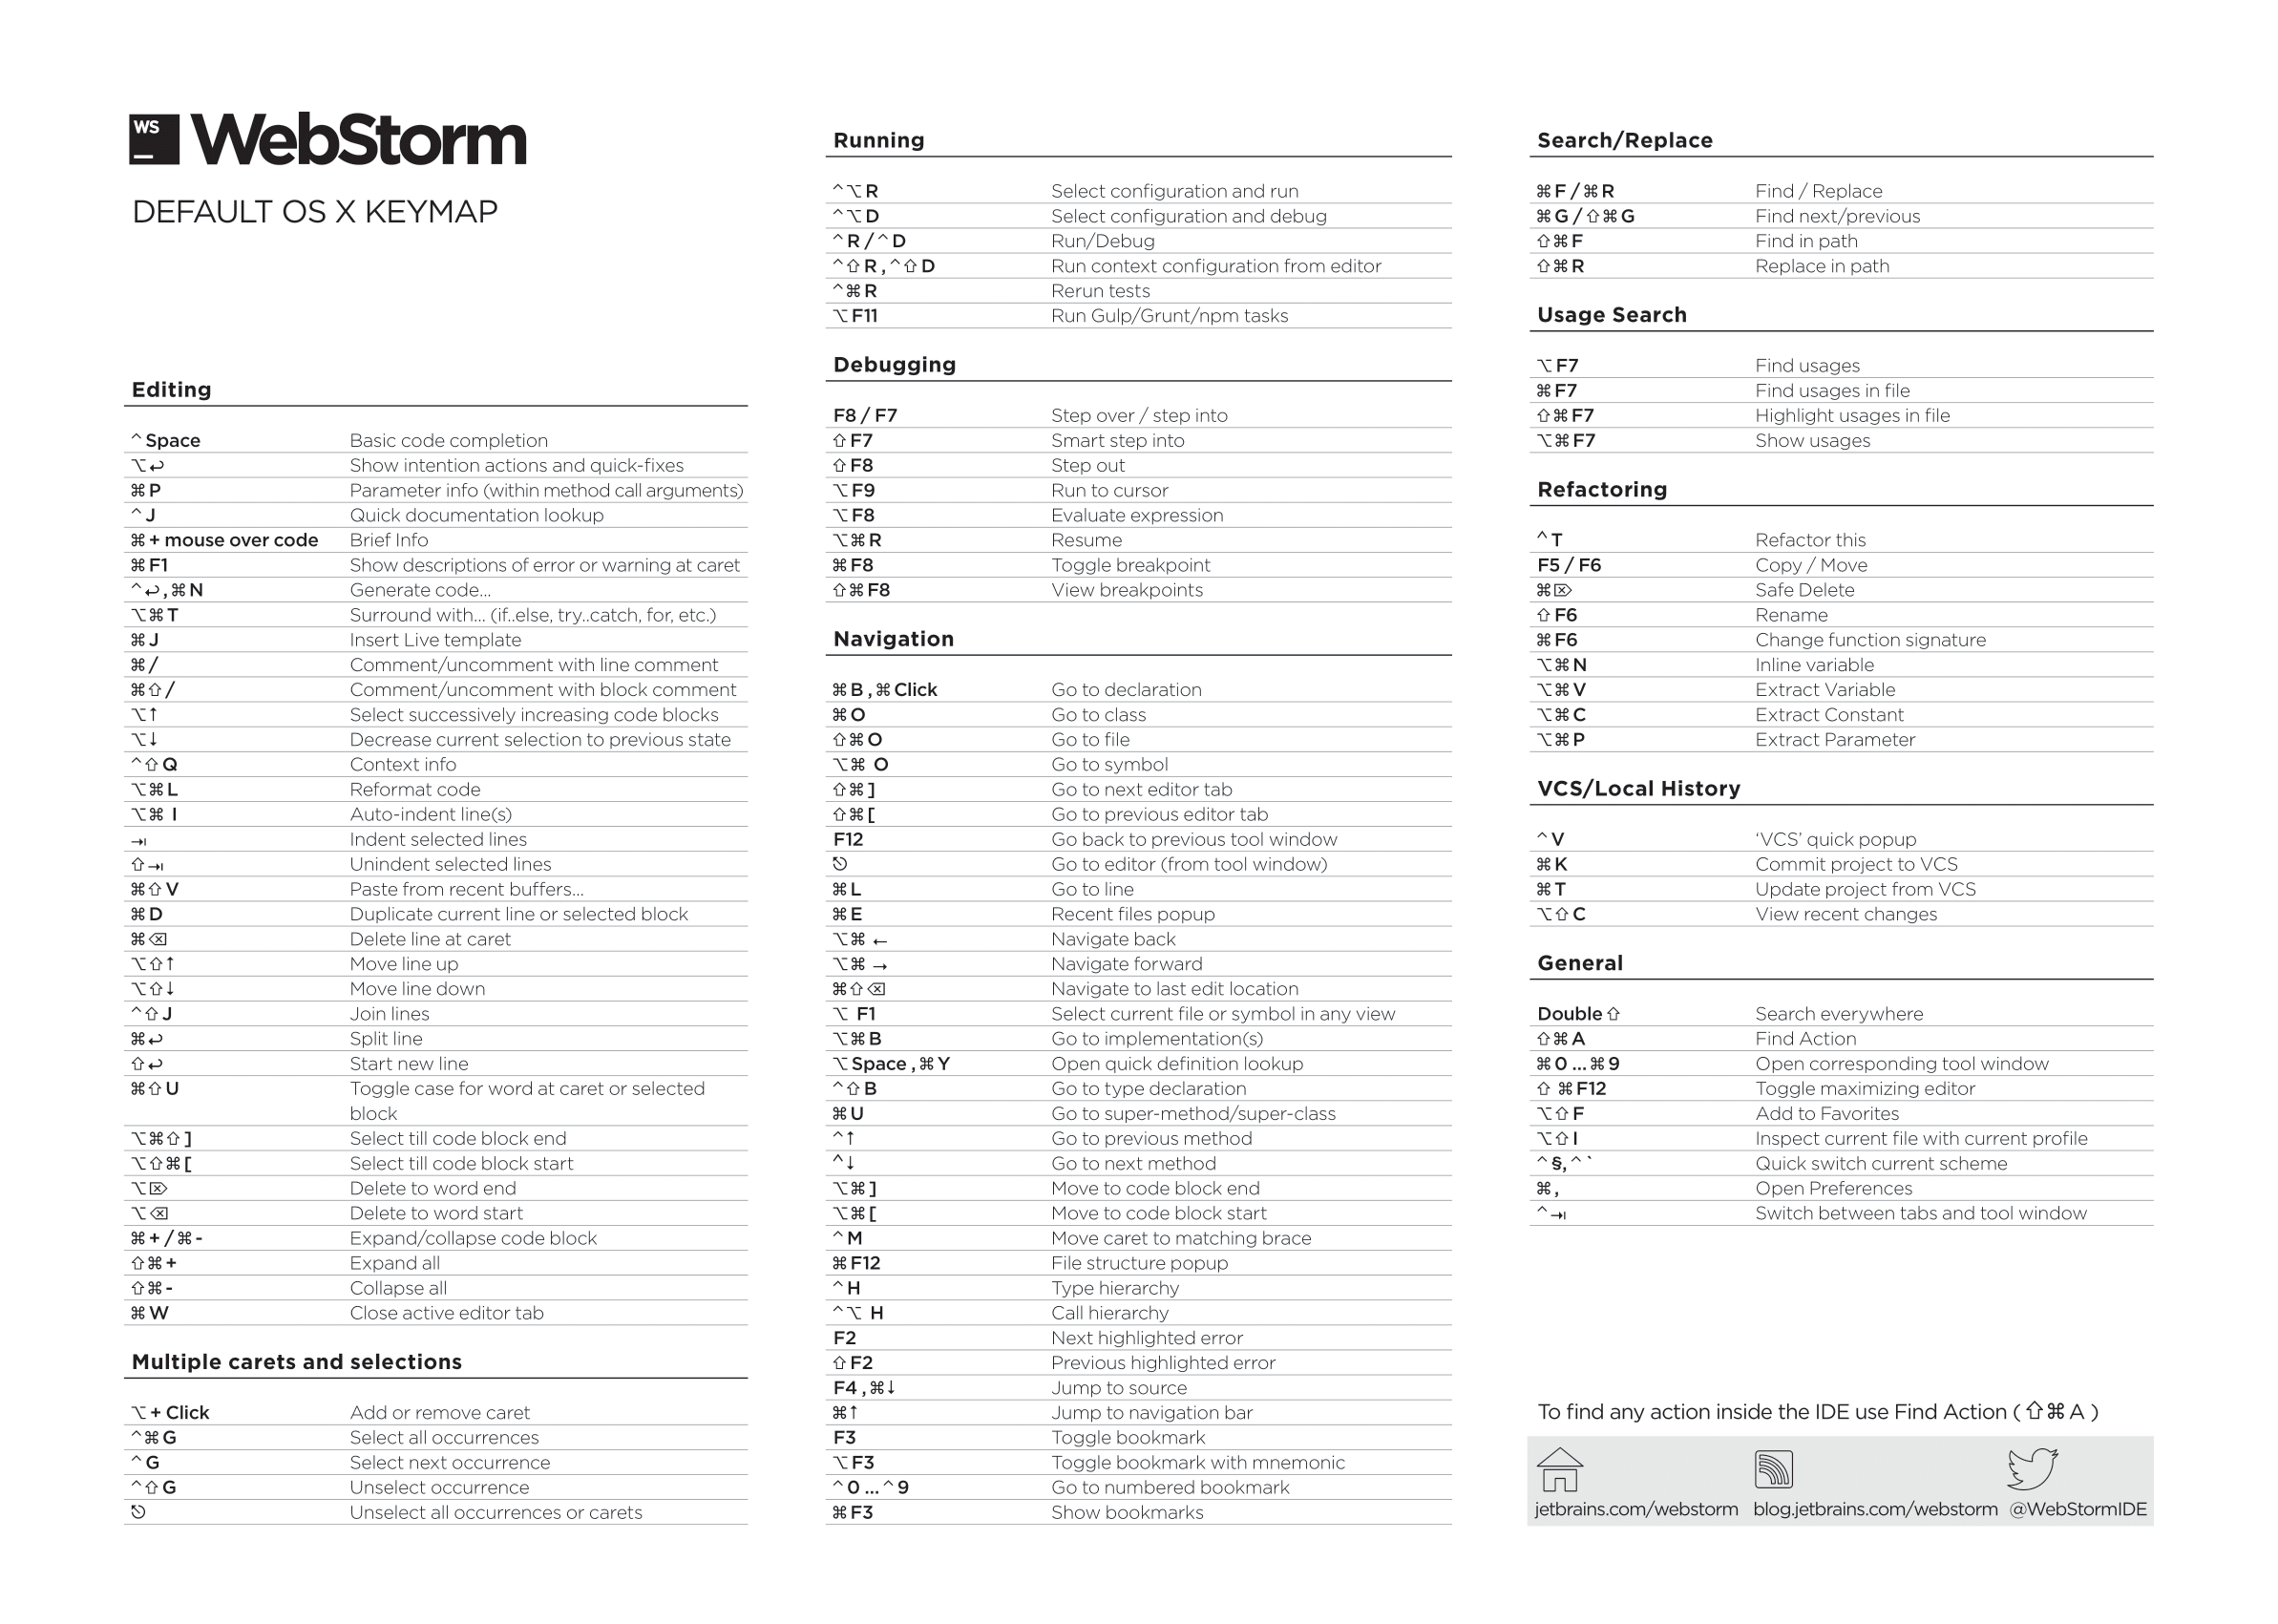 WS WebStorm
DEFAULT OS X KEYMAP
Editing
^ Space Basic code completion
⌥ ↩ Show intention actions and quick-fixes
⌘ P Parameter info (within method call arguments)
^ J Quick documentation lookup
⌘ + mouse over code Brief Info
⌘ F1 Show descriptions of error or warning at caret
^ ↩ , ⌘ N Generate code...
⌥ ⌘ T Surround with... (if..else, try..catch, for, etc.)
⌘ J Insert Live template
⌘ / Comment/uncomment with line comment
⌘ ⇧ / Comment/uncomment with block comment
⌥ ↑ Select successively increasing code blocks
⌥ ↓ Decrease current selection to previous state
^ ⇧ Q Context info
⌥ ⌘ L Reformat code
⌥ ⌘ I Auto-indent line(s)
⇥ Indent selected lines
⇧ ⇥ Unindent selected lines
⌘ ⇧ V Paste from recent buffers...
⌘ D Duplicate current line or selected block
⌘ ⌫ Delete line at caret
⌥ ⇧ ↑ Move line up
⌥ ⇧ ↓ Move line down
^ ⇧ J Join lines
⌘ ↩ Split line
⇧ ↩ Start new line
⌘ ⇧ U Toggle case for word at caret or selected
block
⌥ ⌘ ⇧ ] Select till code block end
⌥ ⇧ ⌘ [ Select till code block start
⌥ ⌦ Delete to word end
⌥ ⌫ Delete to word start
⌘ + / ⌘ - Expand/collapse code block
⇧ ⌘ + Expand all
⇧ ⌘ - Collapse all
⌘ W Close active editor tab
Multiple carets and selections
⌥ + Click Add or remove caret
^ ⌘ G Select all occurrences
^ G Select next occurrence
^ ⇧ G Unselect occurrence
⎋ Unselect all occurrences or carets
Running
^ ⌥ R Select configuration and run
^ ⌥ D Select configuration and debug
^ R / ^ D Run/Debug
^ ⇧ R , ^ ⇧ D Run context configuration from editor
^ ⌘ R Rerun tests
⌥ F11 Run Gulp/Grunt/npm tasks
Debugging
F8 / F7 Step over / step into
⇧ F7 Smart step into
⇧ F8 Step out
⌥ F9 Run to cursor
⌥ F8 Evaluate expression
⌥ ⌘ R Resume
⌘ F8 Toggle breakpoint
⇧ ⌘ F8 View breakpoints
Navigation
⌘ B , ⌘ Click Go to declaration
⌘ O Go to class
⇧ ⌘ O Go to file
⌥ ⌘ O Go to symbol
⇧ ⌘ ] Go to next editor tab
⇧ ⌘ [ Go to previous editor tab
F12 Go back to previous tool window
⎋ Go to editor (from tool window)
⌘ L Go to line
⌘ E Recent files popup
⌥ ⌘ ← Navigate back
⌥ ⌘ → Navigate forward
⌘ ⇧ ⌫ Navigate to last edit location
⌥ F1 Select current file or symbol in any view
⌥ ⌘ B Go to implementation(s)
⌥ Space , ⌘ Y Open quick definition lookup
^ ⇧ B Go to type declaration
⌘ U Go to super-method/super-class
^ ↑ Go to previous method
^ ↓ Go to next method
⌥ ⌘ ] Move to code block end
⌥ ⌘ [ Move to code block start
^ M Move caret to matching brace
⌘ F12 File structure popup
^ H Type hierarchy
^ ⌥ H Call hierarchy
F2 Next highlighted error
⇧ F2 Previous highlighted error
F4 , ⌘ ↓ Jump to source
⌘ ↑ Jump to navigation bar
F3 Toggle bookmark
⌥ F3 Toggle bookmark with mnemonic
^ 0 ... ^ 9 Go to numbered bookmark
⌘ F3 Show bookmarks
Search/Replace
⌘ F / ⌘ R Find / Replace
⌘ G / ⇧ ⌘ G Find next/previous
⇧ ⌘ F Find in path
⇧ ⌘ R Replace in path
Usage Search
⌥ F7 Find usages
⌘ F7 Find usages in file
⇧ ⌘ F7 Highlight usages in file
⌥ ⌘ F7 Show usages
Refactoring
^ T Refactor this
F5 / F6 Copy / Move
⌘ ⌦ Safe Delete
⇧ F6 Rename
⌘ F6 Change function signature
⌥ ⌘ N Inline variable
⌥ ⌘ V Extract Variable
⌥ ⌘ C Extract Constant
⌥ ⌘ P Extract Parameter
VCS/Local History
^ V ‘VCS’ quick popup
⌘ K Commit project to VCS
⌘ T Update project from VCS
⌥ ⇧ C View recent changes
General
Double ⇧ Search everywhere
⇧ ⌘ A Find Action
⌘ 0 ... ⌘ 9 Open corresponding tool window
⇧ ⌘ F12 Toggle maximizing editor
⌥ ⇧ F Add to Favorites
⌥ ⇧ I Inspect current file with current profile
^ §, ^ ` Quick switch current scheme
⌘ , Open Preferences
^ ⇥ Switch between tabs and tool window
To find any action inside the IDE use Find Action ( ⇧ ⌘ A )
jetbrains.com/webstorm blog.jetbrains.com/webstorm @WebStormIDE